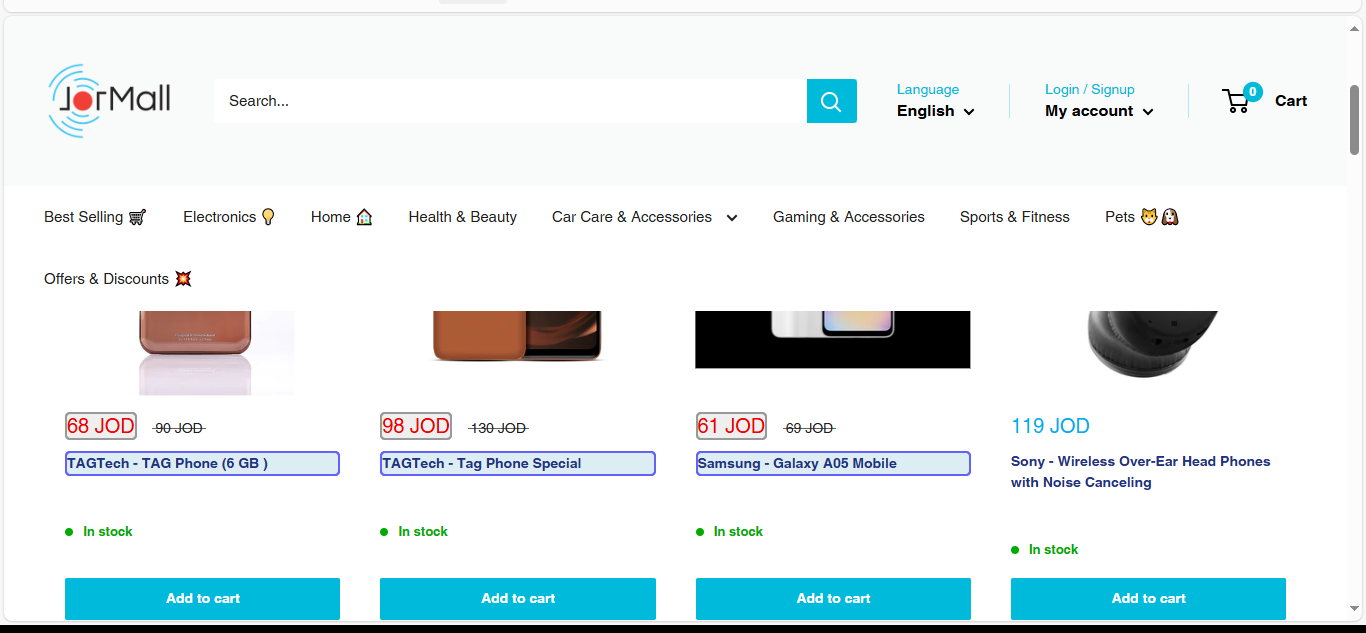 JorMall
Search...
Language
English
Login / Signup
My account
0
Cart
Best Selling 🛒
Electronics 💡
Home 🏠
Health & Beauty
Car Care & Accessories
Gaming & Accessories
Sports & Fitness
Pets 🐱🐶
Offers & Discounts 💥
68 JOD 90 JOD
TAGTech - TAG Phone (6 GB )
In stock
Add to cart
98 JOD 130 JOD
TAGTech - Tag Phone Special
In stock
Add to cart
61 JOD 69 JOD
Samsung - Galaxy A05 Mobile
In stock
Add to cart
119 JOD
Sony - Wireless Over-Ear Head Phones
with Noise Canceling
In stock
Add to cart